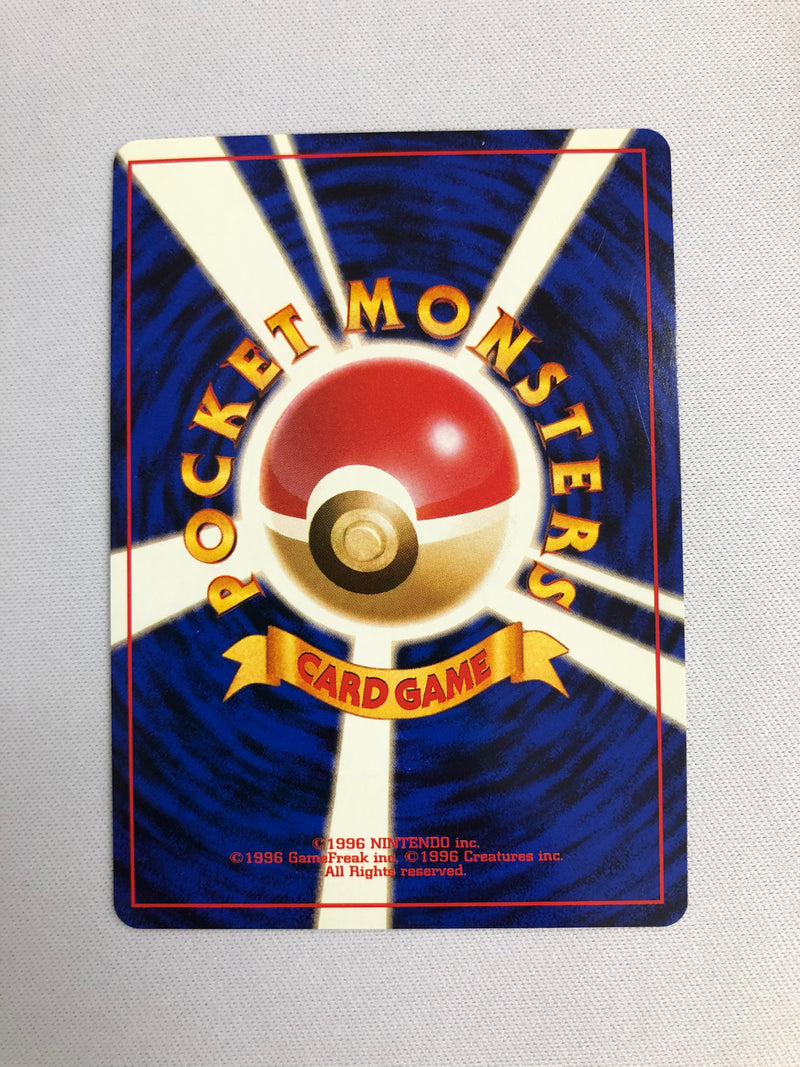 POCKET MONSTERS
CARD GAME
©1996 NINTENDO inc.
©1996 GameFreak inc. ©1996 Creatures inc.
All Rights reserved.